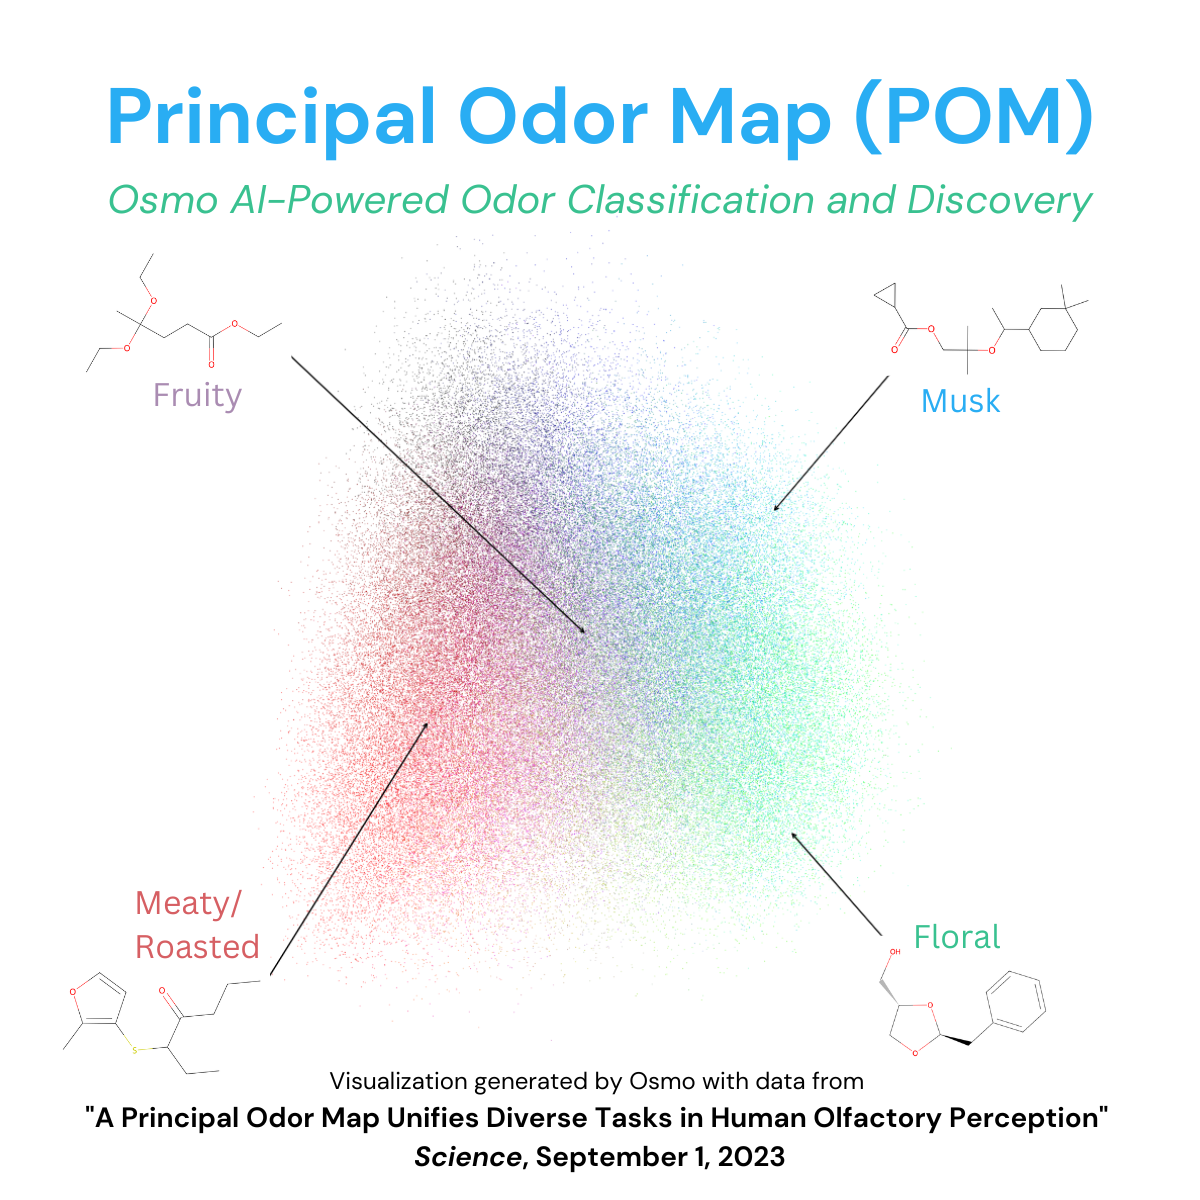 Principal Odor Map (POM)
Osmo AI-Powered Odor Classification and Discovery
O
O
O
O
Fruity
O
O
O
Musk
Meaty/
Roasted
O
O
S
Floral
OH
O
O
Visualization generated by Osmo with data from
"A Principal Odor Map Unifies Diverse Tasks in Human Olfactory Perception"
Science, September 1, 2023